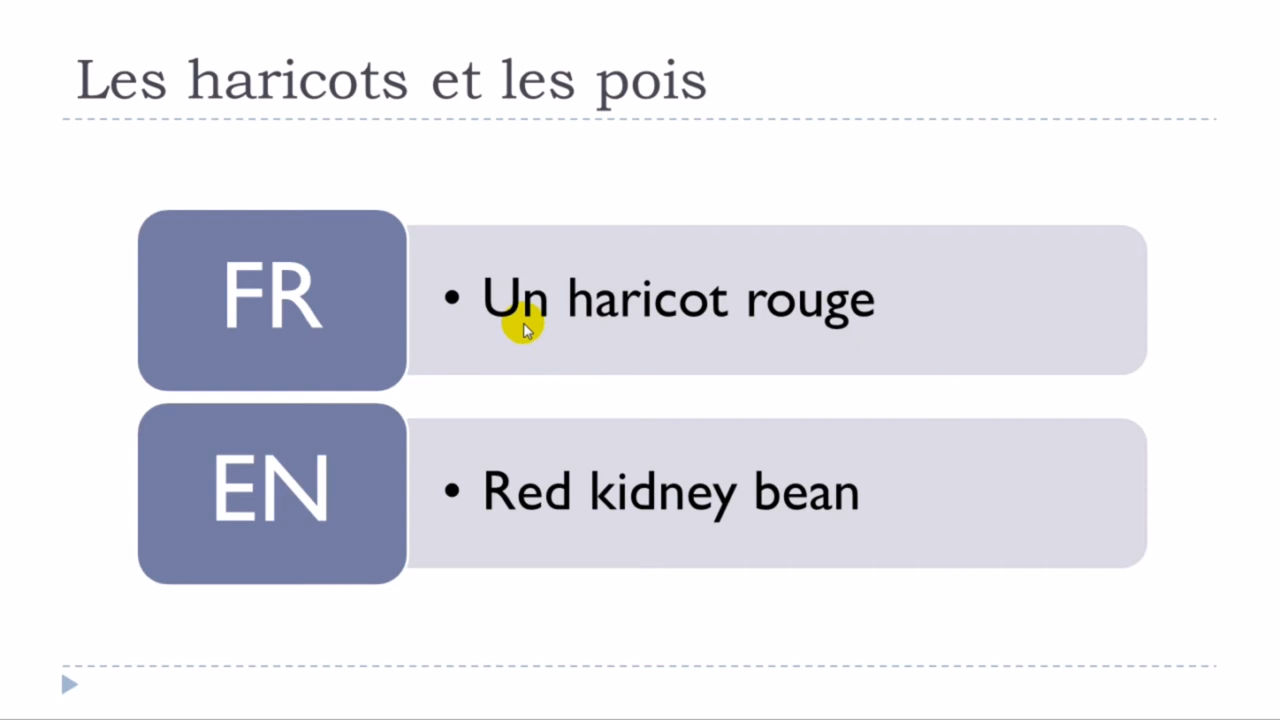 Les haricots et les pois
FR
• Un haricot rouge
EN
• Red kidney bean